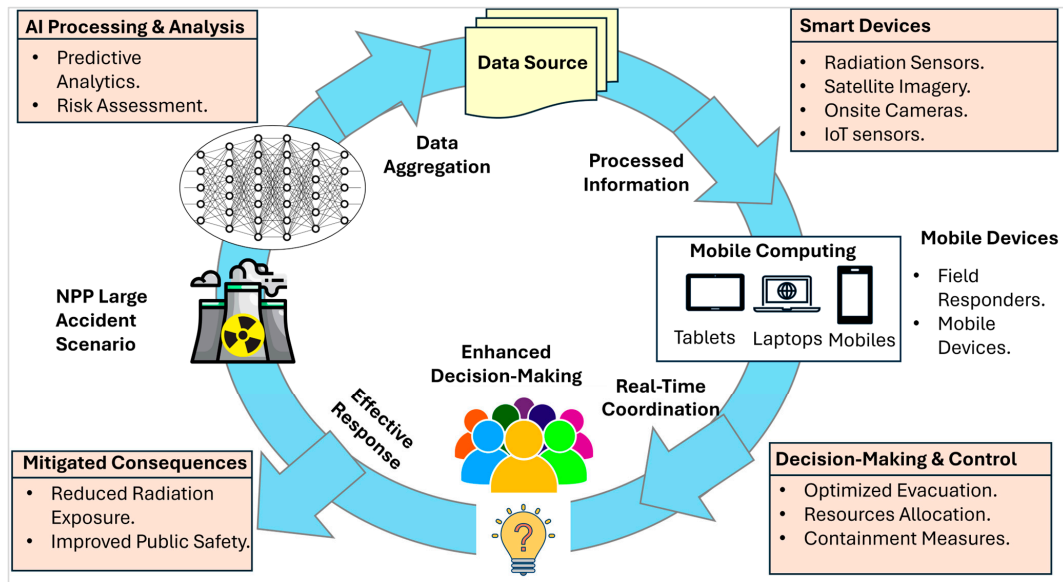 AI Processing & Analysis
• Predictive
Analytics.
• Risk Assessment.
Data Source
Smart Devices
• Radiation Sensors.
• Satellite Imagery.
• Onsite Cameras.
• IoT sensors.
Data
Aggregation
Processed
Information
Mobile Computing
Tablets
Laptops
Mobiles
Mobile Devices
• Field
Responders.
• Mobile
Devices.
NPP Large
Accident
Scenario
Enhanced
Decision-Making
Real-Time
Coordination
Effective
Response
Mitigated Consequences
• Reduced Radiation
Exposure.
• Improved Public Safety.
?
Decision-Making & Control
• Optimized Evacuation.
• Resources Allocation.
• Containment Measures.